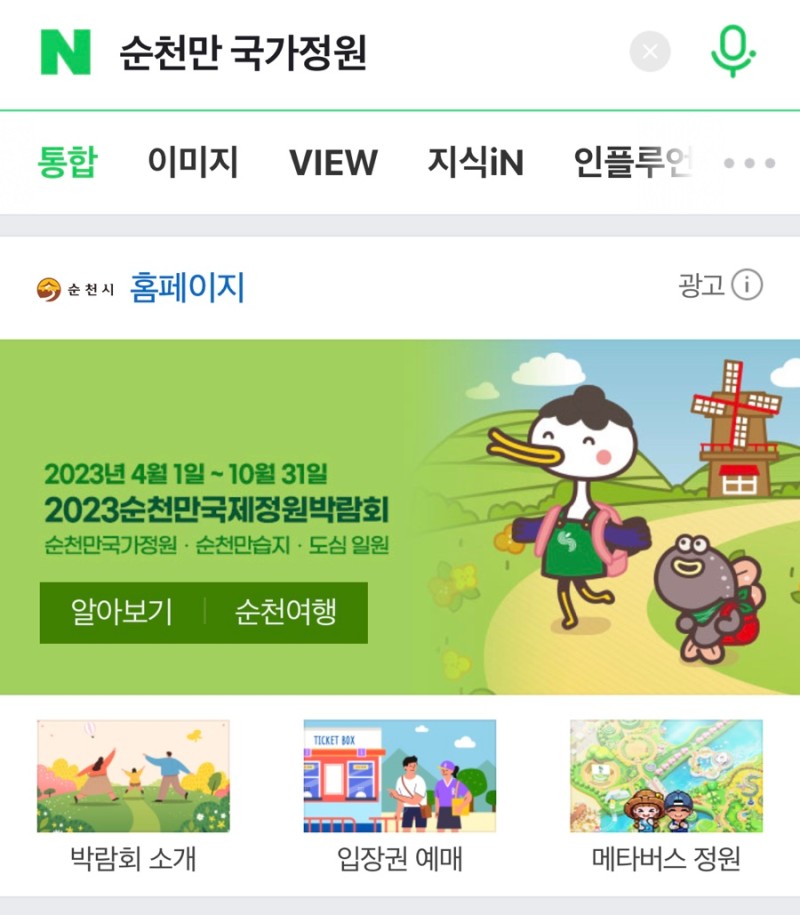 N 순천만 국가정원
통합 이미지 VIEW 지식iN 인플루언
순천시 홈페이지 광고
2023년 4월 1일 ~ 10월 31일
2023순천만국제정원박람회
순천만국가정원 · 순천만습지 · 도심 일원
알아보기 순천여행
TICKET BOX
박람회 소개 입장권 예매 메타버스 정원